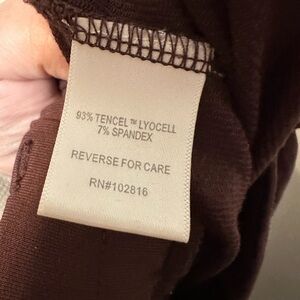 93% TENCEL™ LYOCELL
7% SPANDEX
REVERSE FOR CARE
RN#102816